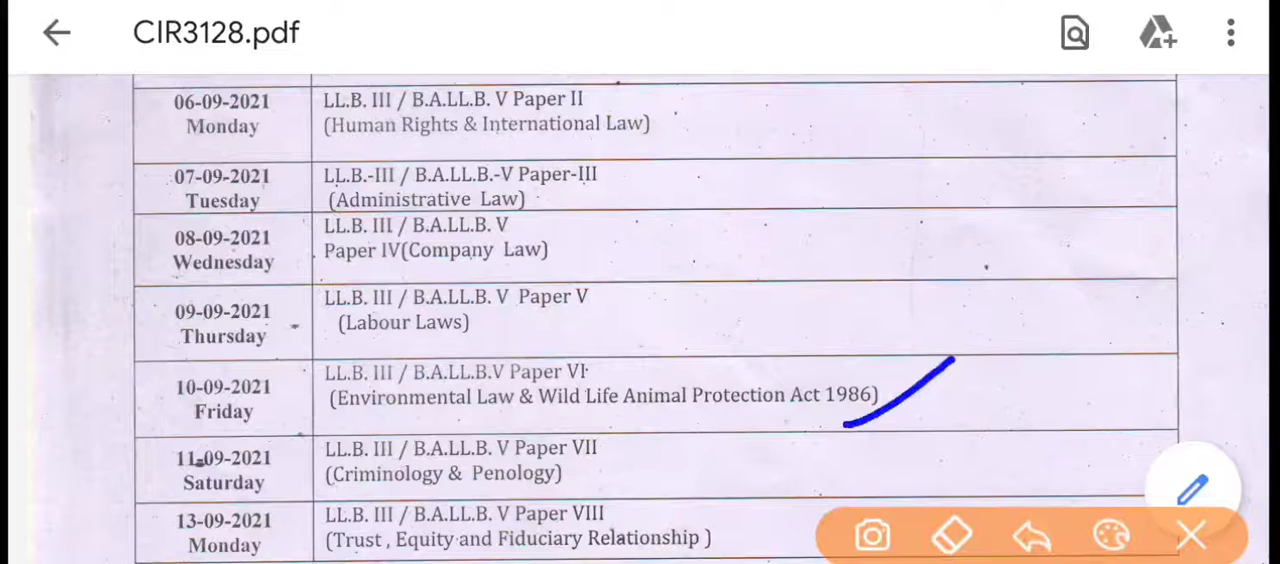 CIR3128.pdf
06-09-2021
Monday
LL.B. III / B.A.LL.B. V Paper II
(Human Rights & International Law)
07-09-2021
Tuesday
LL.B.-III / B.A.LL.B.-V Paper-III
(Administrative Law)
08-09-2021
Wednesday
LL.B. III / B.A.LL.B. V
Paper IV(Company Law)
09-09-2021
Thursday
LL.B. III / B.A.LL.B. V Paper V
(Labour Laws)
10-09-2021
Friday
LL.B. III / B.A.LL.B.V Paper VI
(Environmental Law & Wild Life Animal Protection Act 1986)
11-09-2021
Saturday
LL.B. III / B.A.LL.B. V Paper VII
(Criminology & Penology)
13-09-2021
Monday
LL.B. III / B.A.LL.B. V Paper VIII
(Trust , Equity and Fiduciary Relationship )